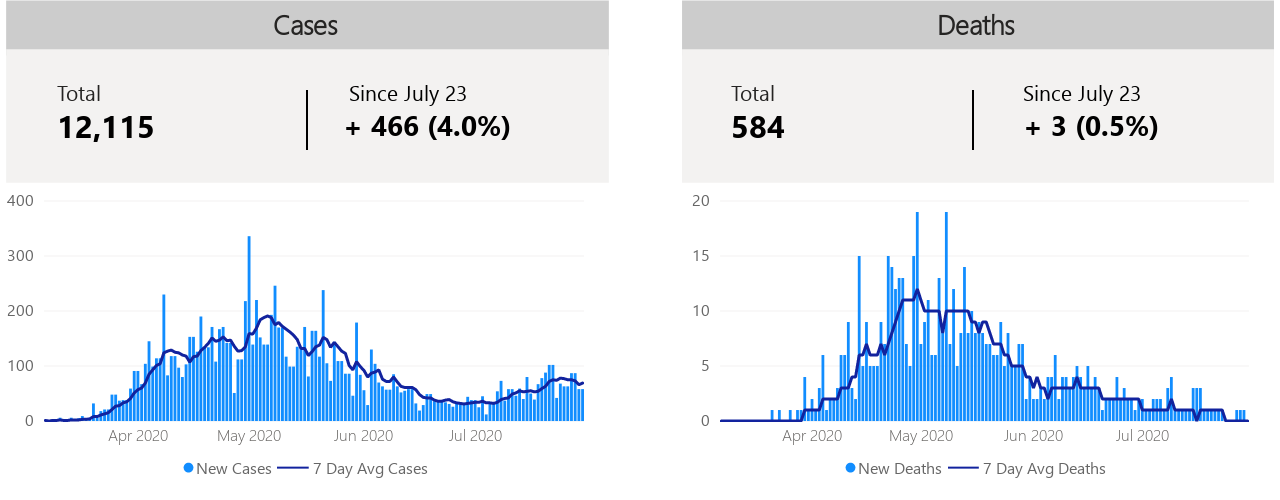 Cases
Total
12,115
Since July 23
+ 466 (4.0%)
400
300
200
100
0
Apr 2020 May 2020 Jun 2020 Jul 2020
New Cases 7 Day Avg Cases
Deaths
Total
584
Since July 23
+ 3 (0.5%)
20
15
10
5
0
Apr 2020 May 2020 Jun 2020 Jul 2020
New Deaths 7 Day Avg Deaths